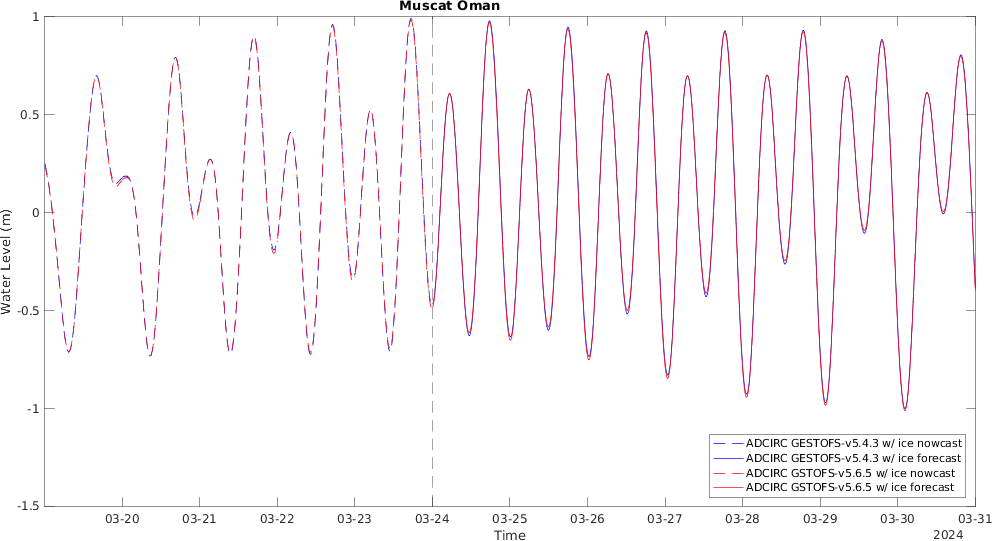 Muscat Oman
1
0.5
0
-0.5
-1
-1.5
Water Level (m)
ADCIRC GESTOFS-v5.4.3 w/ ice nowcast
ADCIRC GESTOFS-v5.4.3 w/ ice forecast
ADCIRC GSTOFS-v5.6.5 w/ ice nowcast
ADCIRC GSTOFS-v5.6.5 w/ ice forecast
03-20 03-21 03-22 03-23 03-24 03-25 03-26 03-27 03-28 03-29 03-30 03-31
Time
2024